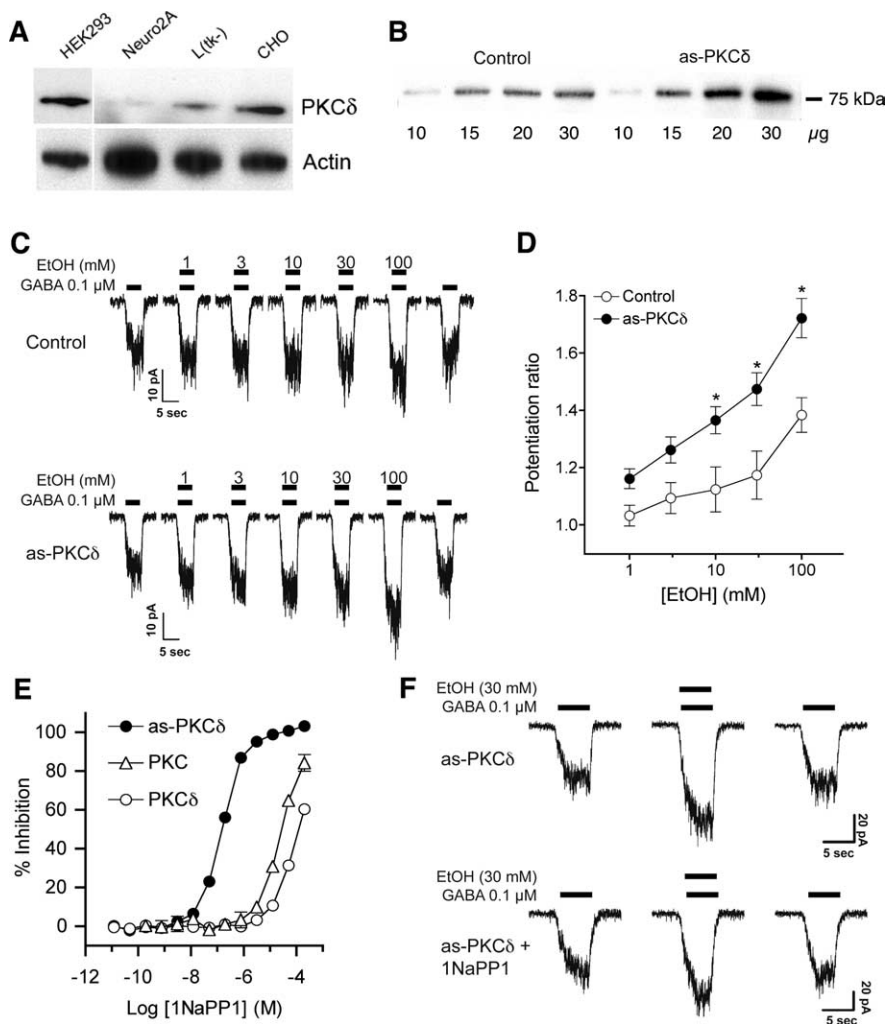 A
HEK293
Neuro2A
L(tk-)
CHO
PKCδ
Actin
B
Control as-PKCδ
75 kDa
10 15 20 30 10 15 20 30 µg
C
EtOH (mM) 1 3 10 30 100
GABA 0.1 µM
Control
10 pA
5 sec
EtOH (mM) 1 3 10 30 100
GABA 0.1 µM
as-PKCδ
10 pA
5 sec
D
Control
as-PKCδ
* * *
1.8
1.6
1.4
1.2
1.0
Potentiation ratio
1 10 100
[EtOH] (mM)
E
as-PKCδ
PKC
PKCδ
100
80
60
40
20
0
% Inhibition
-12 -10 -8 -6 -4
Log [1NaPP1] (M)
F
EtOH (30 mM)
GABA 0.1 µM
as-PKCδ
20 pA
5 sec
EtOH (30 mM)
GABA 0.1 µM
as-PKCδ +
1NaPP1
20 pA
5 sec